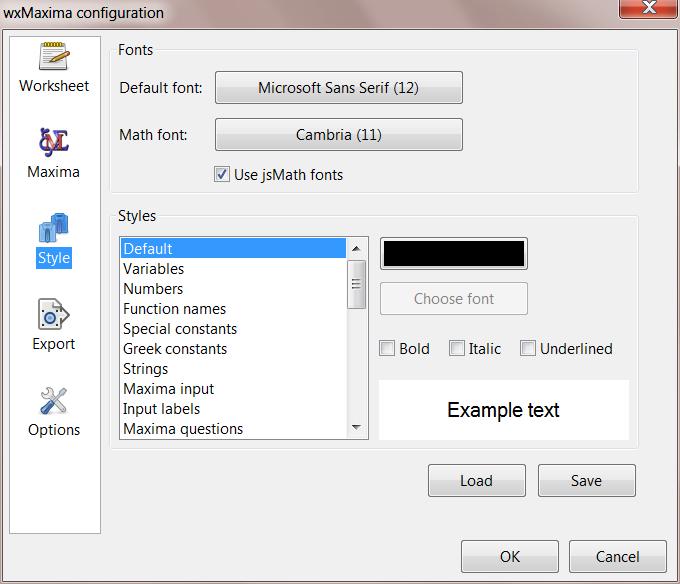 wxMaxima configuration
Worksheet
Maxima
Style
Export
Options
Fonts
Default font: Microsoft Sans Serif (12)
Math font: Cambria (11)
Use jsMath fonts
Styles
Default
Variables
Numbers
Function names
Special constants
Greek constants
Strings
Maxima input
Input labels
Maxima questions
Choose font
Bold Italic Underlined
Example text
Load Save
OK Cancel